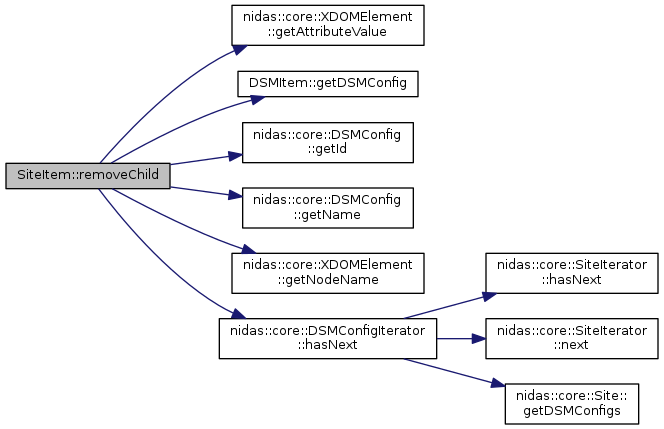 nidas::core::XDOMElement
::getAttributeValue
DSMItem::getDSMConfig
nidas::core::DSMConfig
::getId
SiteItem::removeChild
nidas::core::DSMConfig
::getName
nidas::core::XDOMElement
::getNodeName
nidas::core::SiteIterator
::hasNext
nidas::core::DSMConfigIterator
::hasNext
nidas::core::SiteIterator
::next
nidas::core::Site::
getDSMConfigs